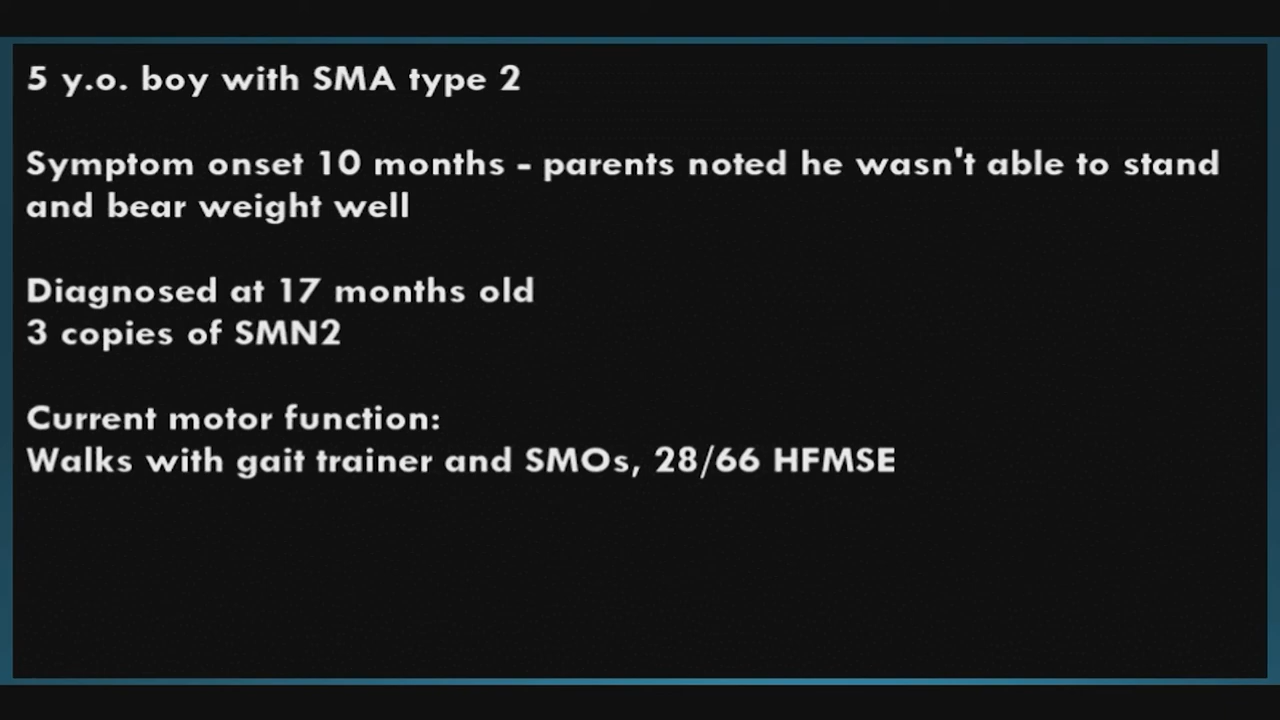 5 y.o. boy with SMA type 2
Symptom onset 10 months - parents noted he wasn't able to stand
and bear weight well
Diagnosed at 17 months old
3 copies of SMN2
Current motor function:
Walks with gait trainer and SMOs, 28/66 HFMSE